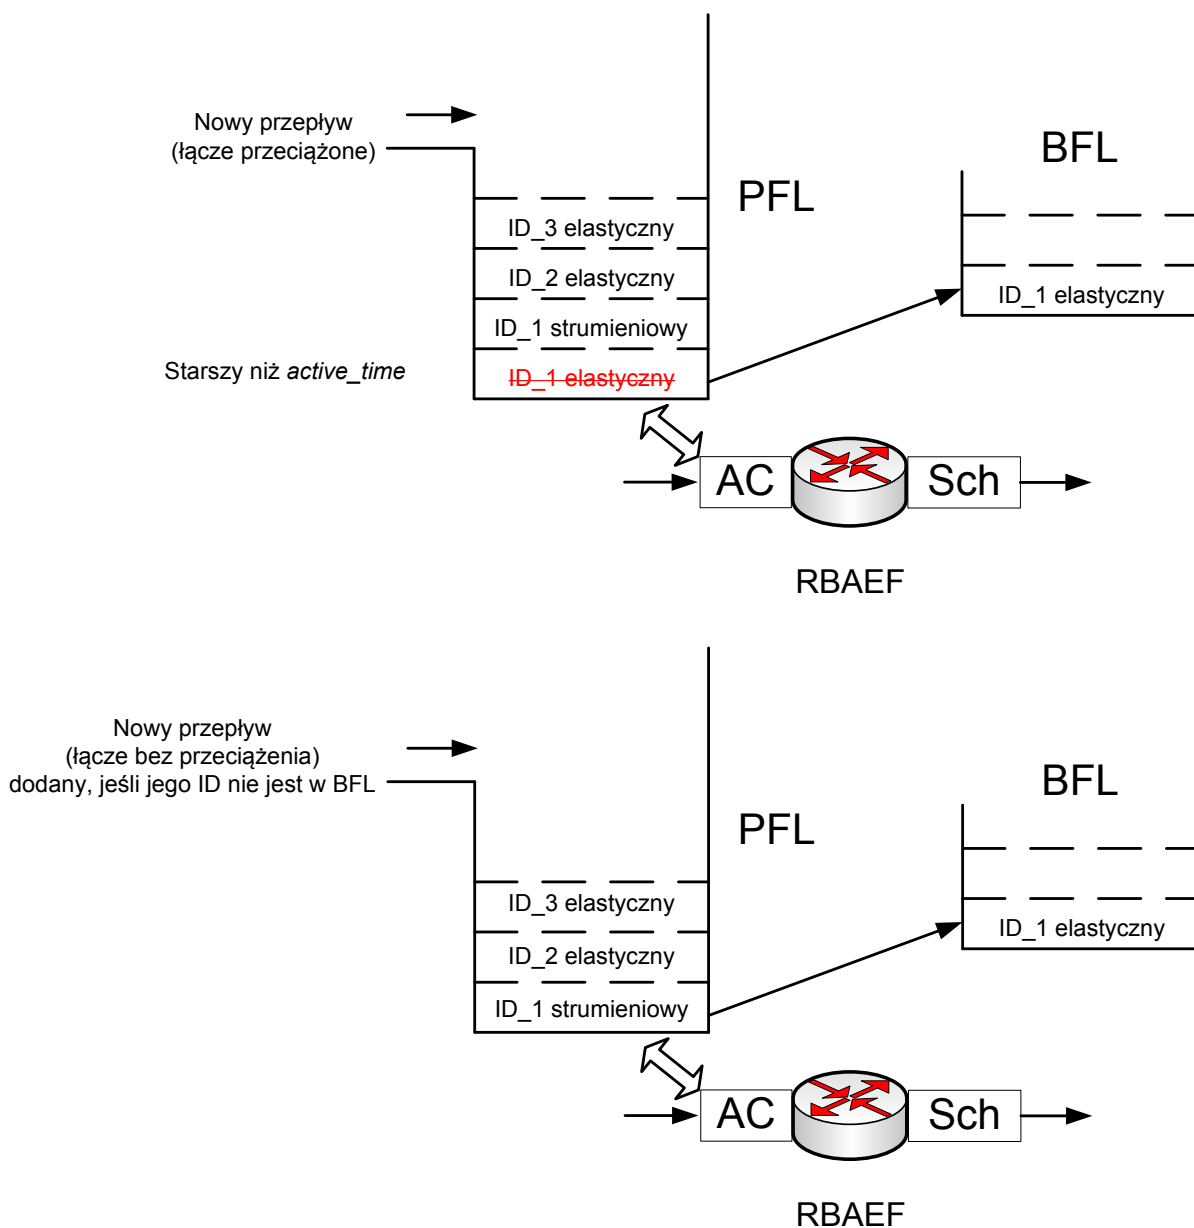 Nowy przepływ
(łącze przeciążone)
BFL
PFL
ID_3 elastyczny
ID_2 elastyczny
ID_1 elastyczny
ID_1 strumieniowy
Starszy niż active_time
ID_1 elastyczny
AC
Sch
RBAEF
Nowy przepływ
(łącze bez przeciążenia)
dodany, jeśli jego ID nie jest w BFL
BFL
PFL
ID_3 elastyczny
ID_1 elastyczny
ID_2 elastyczny
ID_1 strumieniowy
AC
Sch
RBAEF